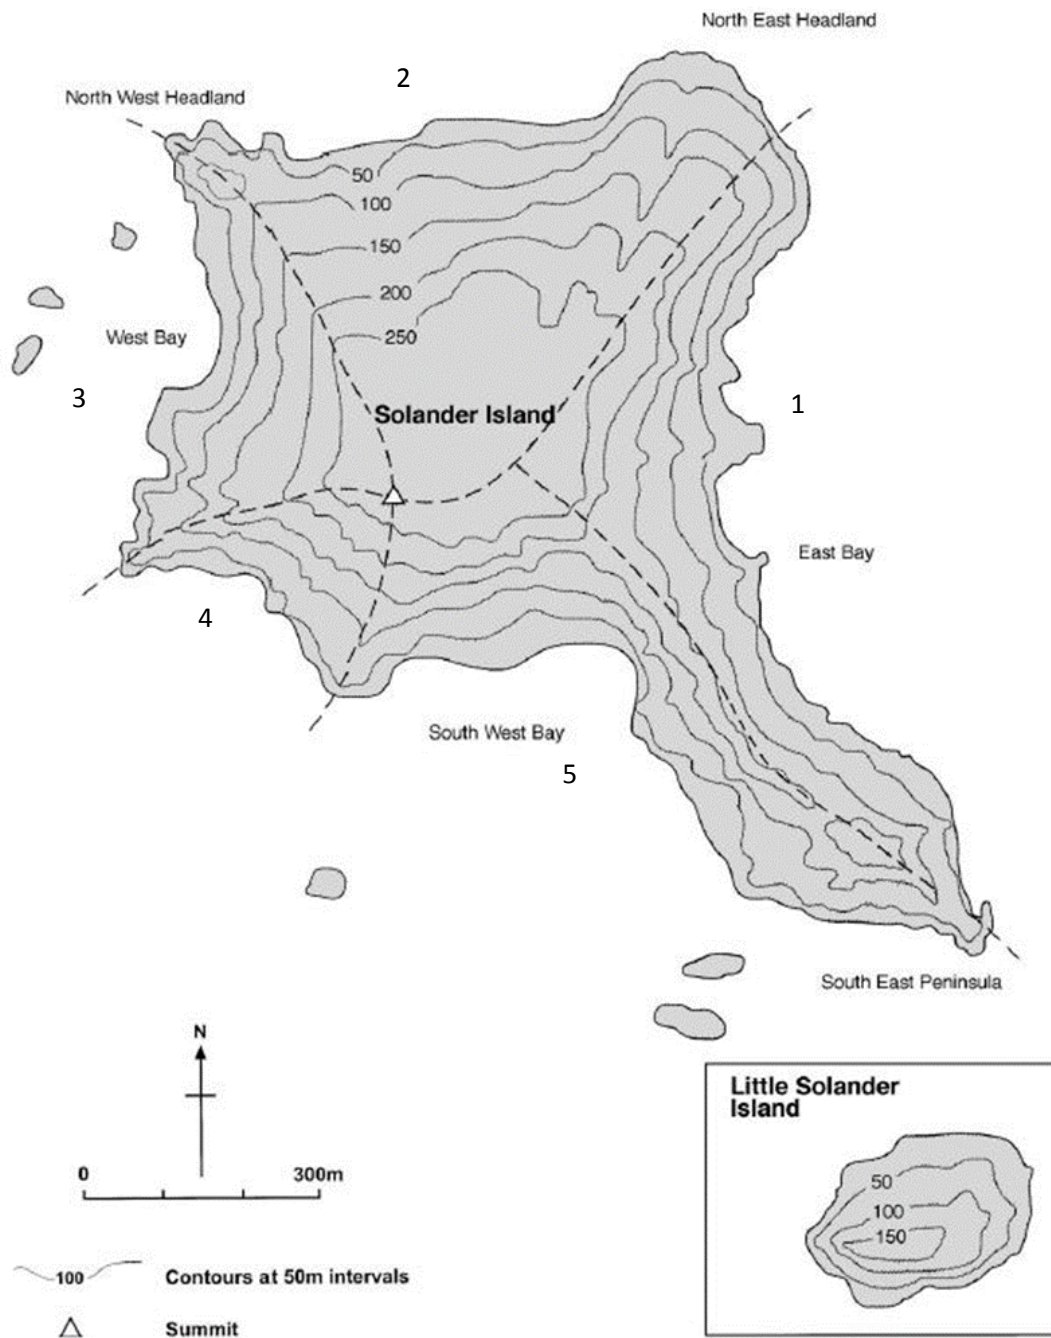 North East Headland
2
North West Headland
50
100
150
200
250
West Bay
3
Solander Island
1
East Bay
4
South West Bay
5
South East Peninsula
N
0 300m
100 Contours at 50m intervals
Summit
Little Solander
Island
50
100
150